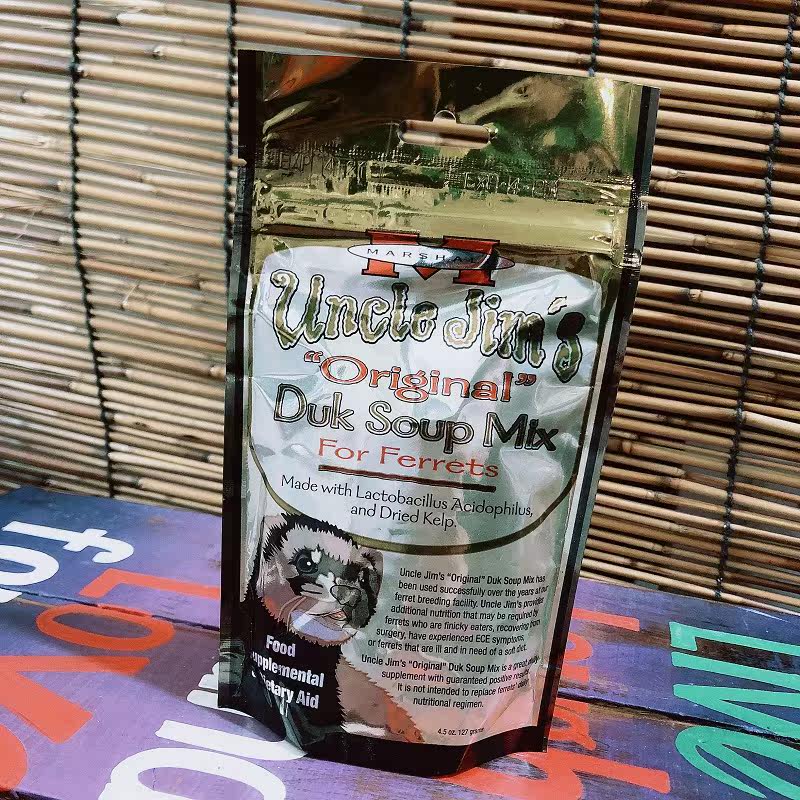 MARSHALL
Uncle Jim's
"Original"
Duk Soup Mix
For Ferrets
Made with Lactobacillus Acidophilus,
and Dried Kelp.
Uncle Jim's "Original" Duk Soup Mix has
been used successfully over the years at our
ferret breeding facility. Uncle Jim's provides
additional nutrition that may be required by
ferrets who are finicky eaters, recovering from
surgery, have experienced ECE symptoms,
or ferrets that are ill and in need of a soft diet.
Uncle Jim's "Original" Duk Soup Mix is a great daily
supplement with guaranteed positive results.
It is not intended to replace ferrets' daily
nutritional regimen.
Food
Supplemental
Dietary Aid
4.5 oz. 127 grams
Love
Laugh
Live